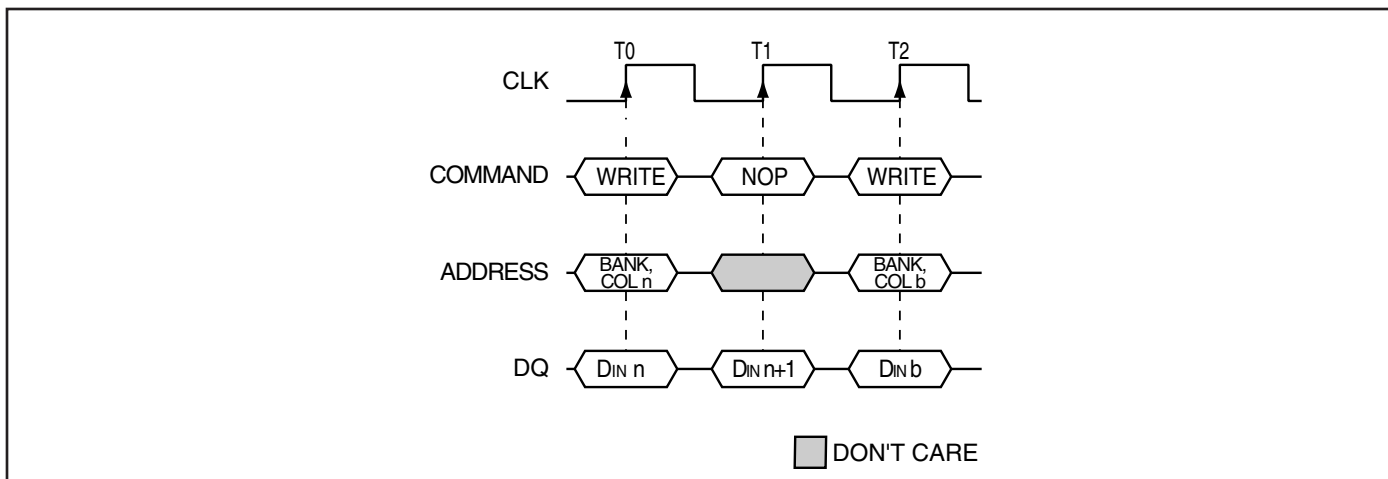 T0 T1 T2
CLK
COMMAND WRITE NOP WRITE
ADDRESS BANK, COL n BANK, COL b
DQ DIN n DIN n+1 DIN b
DON'T CARE